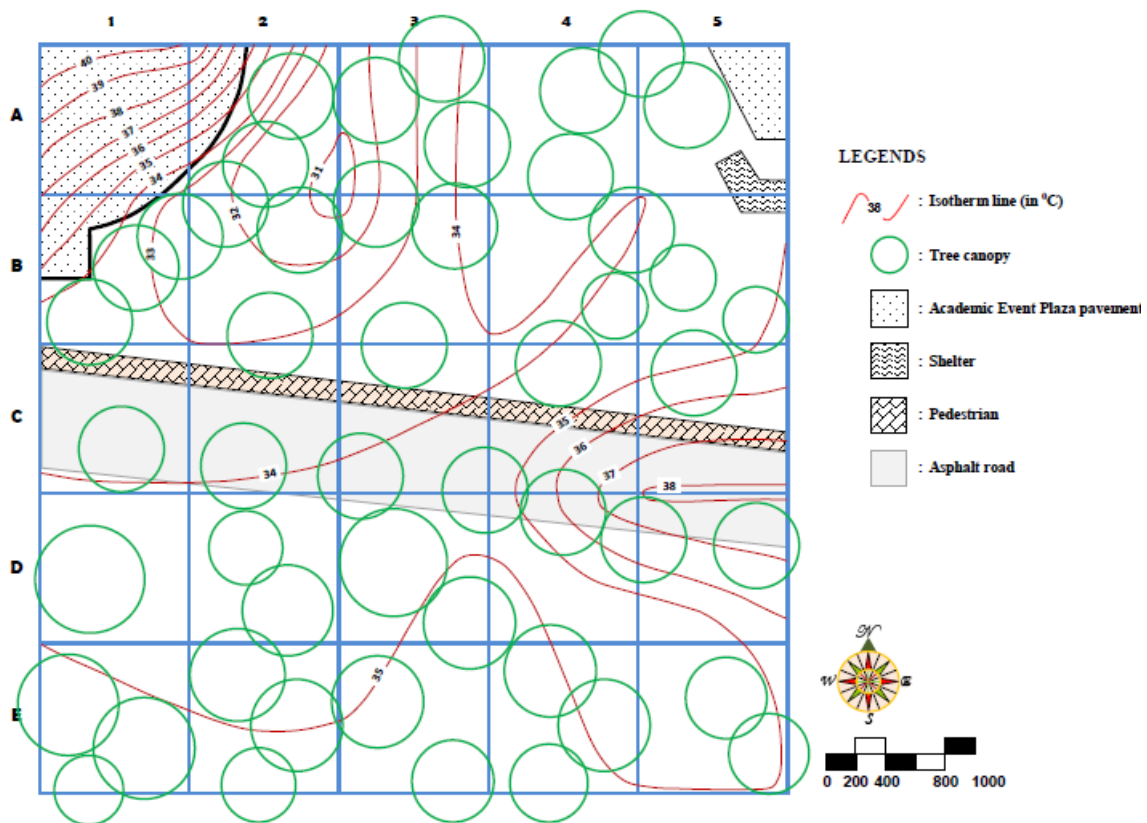 1 2 3 4 5
A
B
C
D
E
40
39
38
37
36
35
34
33
32
31
34
34
35
36
37
38
35
LEGENDS
38 : Isotherm line (in ⁰C)
: Tree canopy
: Academic Event Plaza pavement
: Shelter
: Pedestrian
: Asphalt road
N
W E
S
0 200 400 800 1000